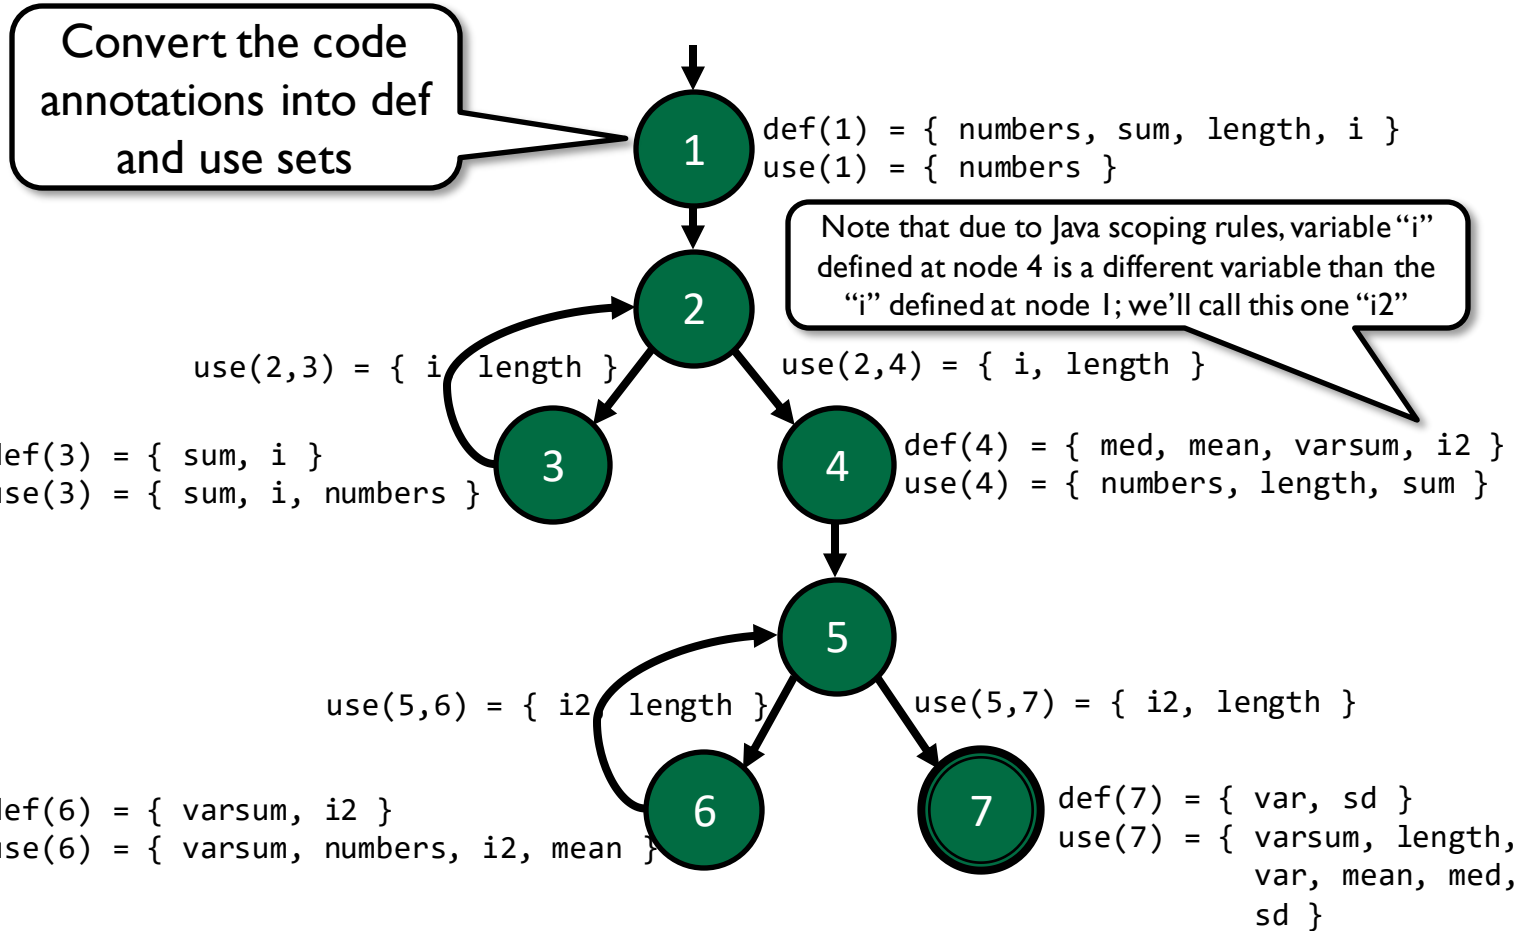 Convert the code
annotations into def
and use sets
1
def(1) = { numbers, sum, length, i }
use(1) = { numbers }
Note that due to Java scoping rules, variable “i”
defined at node 4 is a different variable than the
“i” defined at node 1; we’ll call this one “i2”
2
use(2,3) = { i, length }
use(2,4) = { i, length }
def(3) = { sum, i }
use(3) = { sum, i, numbers }
3
4
def(4) = { med, mean, varsum, i2 }
use(4) = { numbers, length, sum }
5
use(5,6) = { i2, length }
use(5,7) = { i2, length }
def(6) = { varsum, i2 }
use(6) = { varsum, numbers, i2, mean }
6
7
def(7) = { var, sd }
use(7) = { varsum, length,
var, mean, med,
sd }